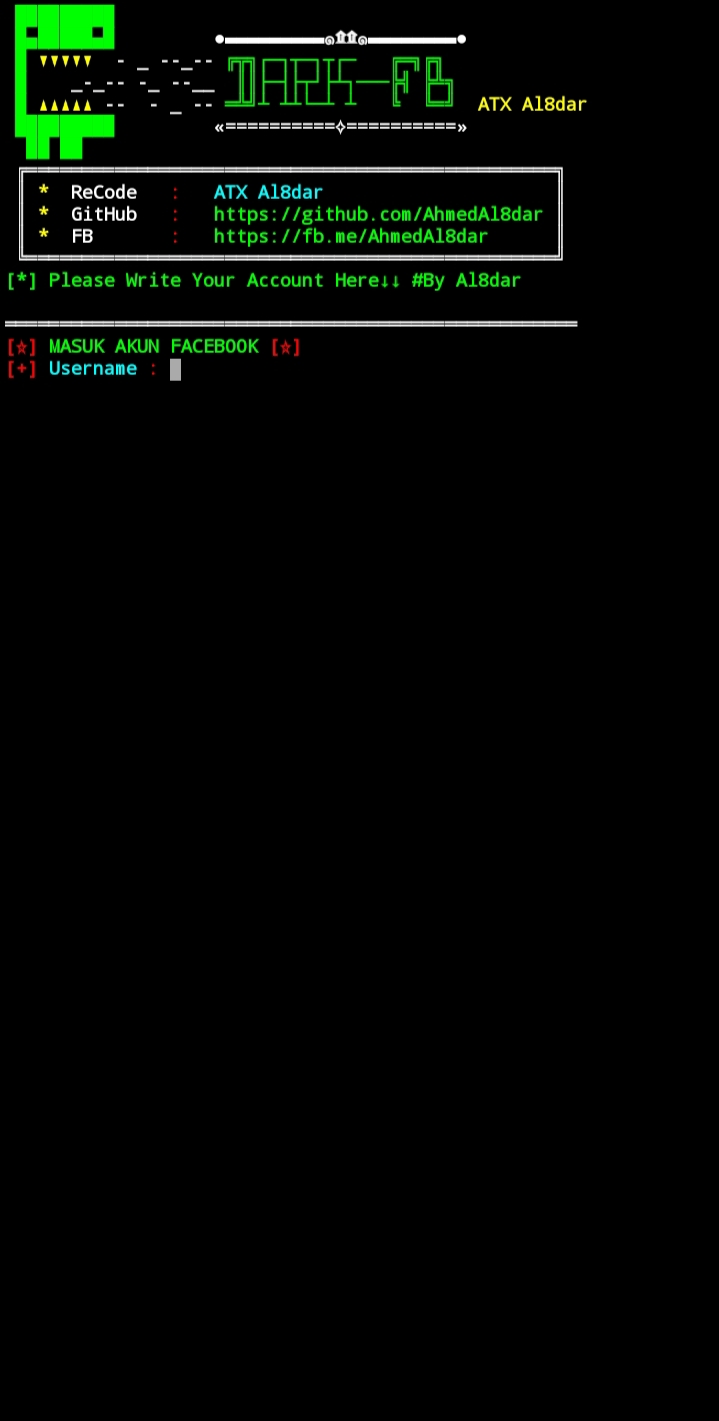 DARK—FB
ATX Al8dar
* ReCode : ATX Al8dar
* GitHub : https://github.com/AhmedAl8dar
* FB : https://fb.me/AhmedAl8dar
[*] Please Write Your Account Here↓↓ #By Al8dar
[☆] MASUK AKUN FACEBOOK [☆]
[+] Username :